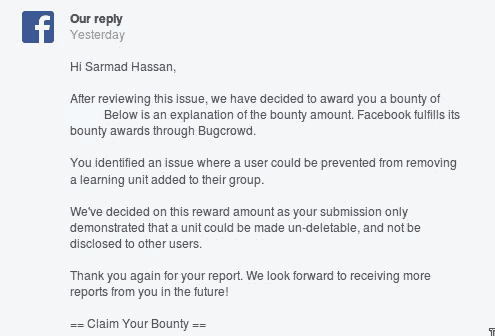 Our reply
Yesterday
Hi Sarmad Hassan,
After reviewing this issue, we have decided to award you a bounty of
Below is an explanation of the bounty amount. Facebook fulfills its
bounty awards through Bugcrowd.
You identified an issue where a user could be prevented from removing
a learning unit added to their group.
We've decided on this reward amount as your submission only
demonstrated that a unit could be made un-deletable, and not be
disclosed to other users.
Thank you again for your report. We look forward to receiving more
reports from you in the future!
== Claim Your Bounty ==